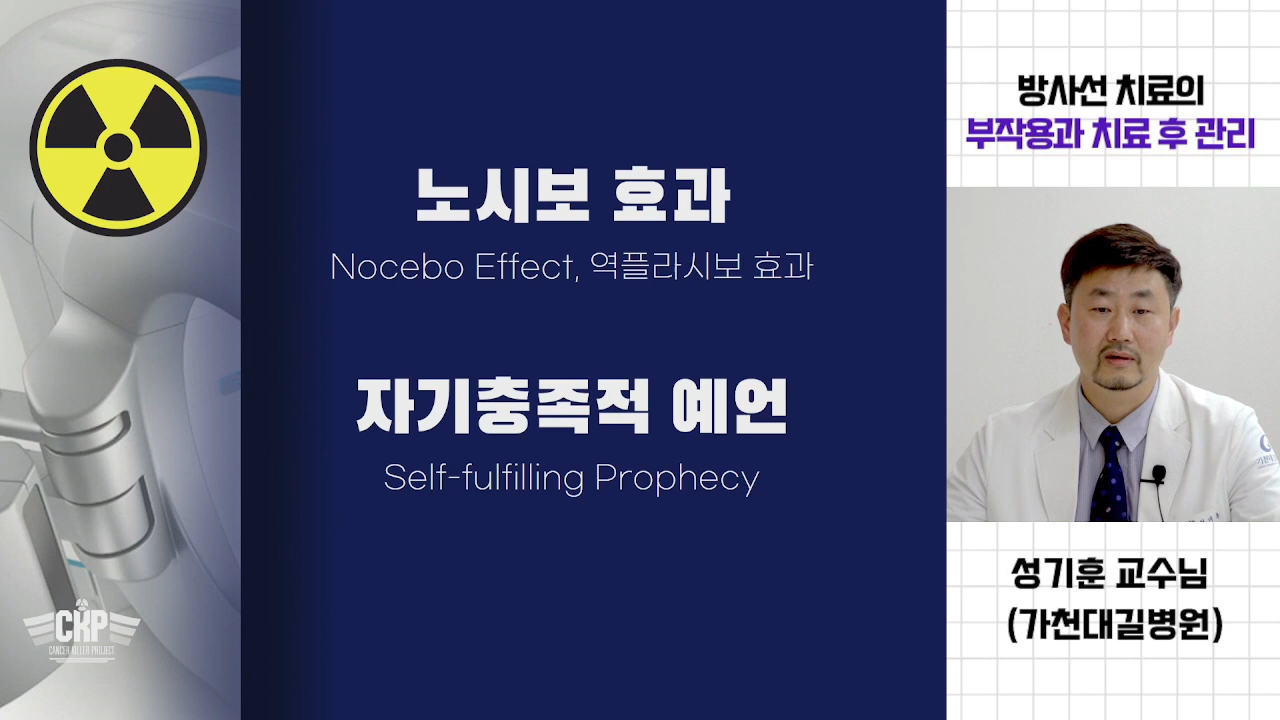 방사선 치료의
부작용과 치료 후 관리
노시보 효과
Nocebo Effect, 역플라시보 효과
자기충족적 예언
Self-fulfilling Prophecy
성기훈 교수님
(가천대길병원)
CKP
CANCER KILLER PROJECT